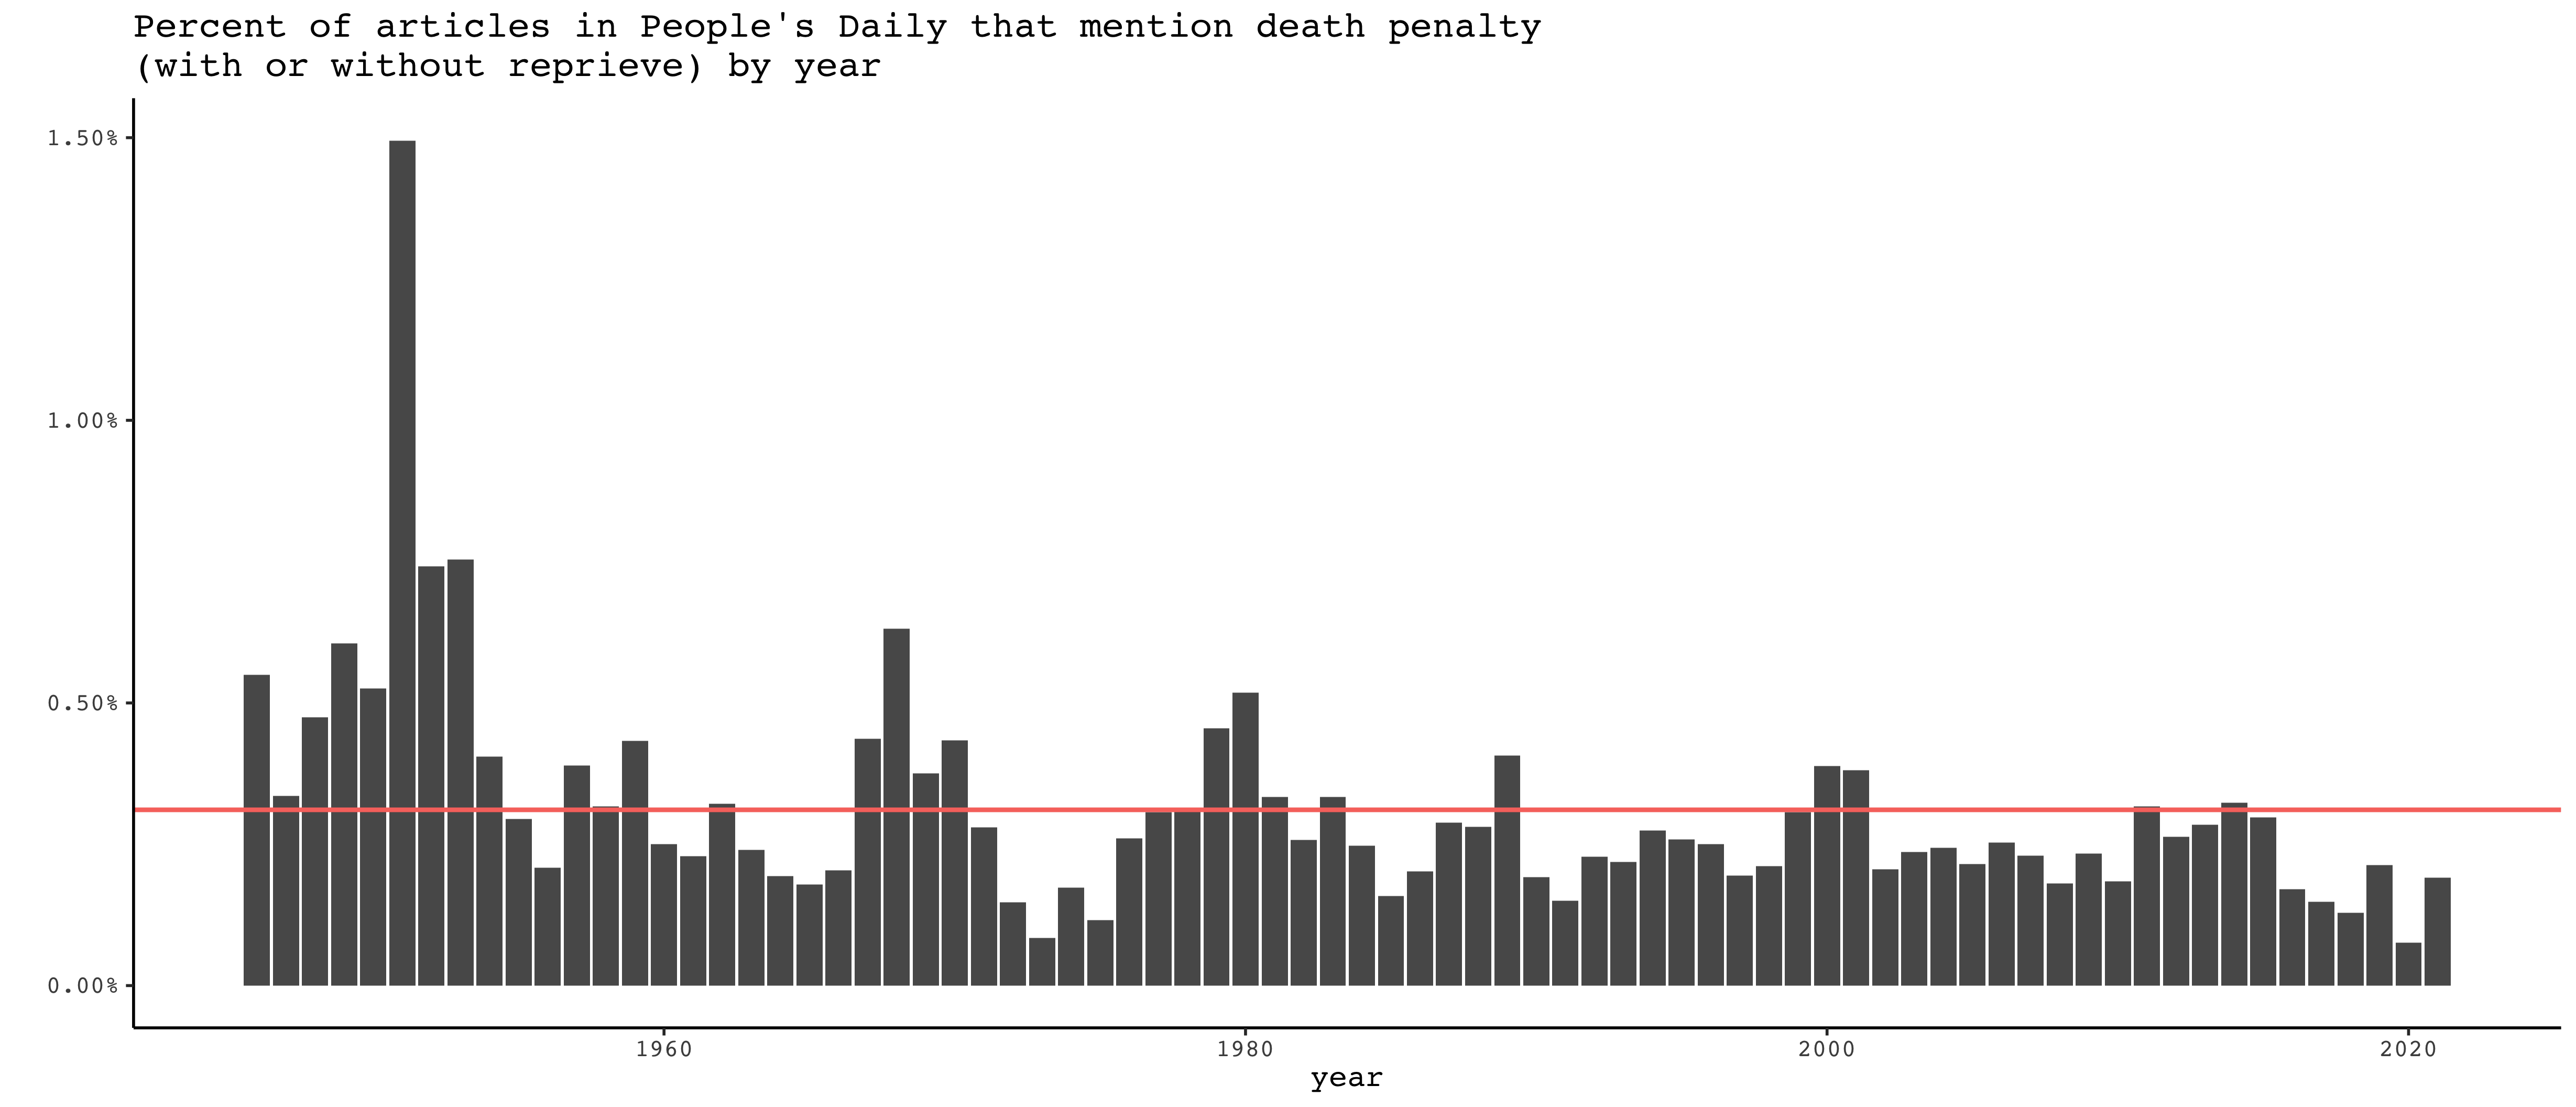 Percent of articles in People's Daily that mention death penalty
(with or without reprieve) by year
1.50%
1.00%
0.50%
0.00%
1960 1980 2000 2020
year